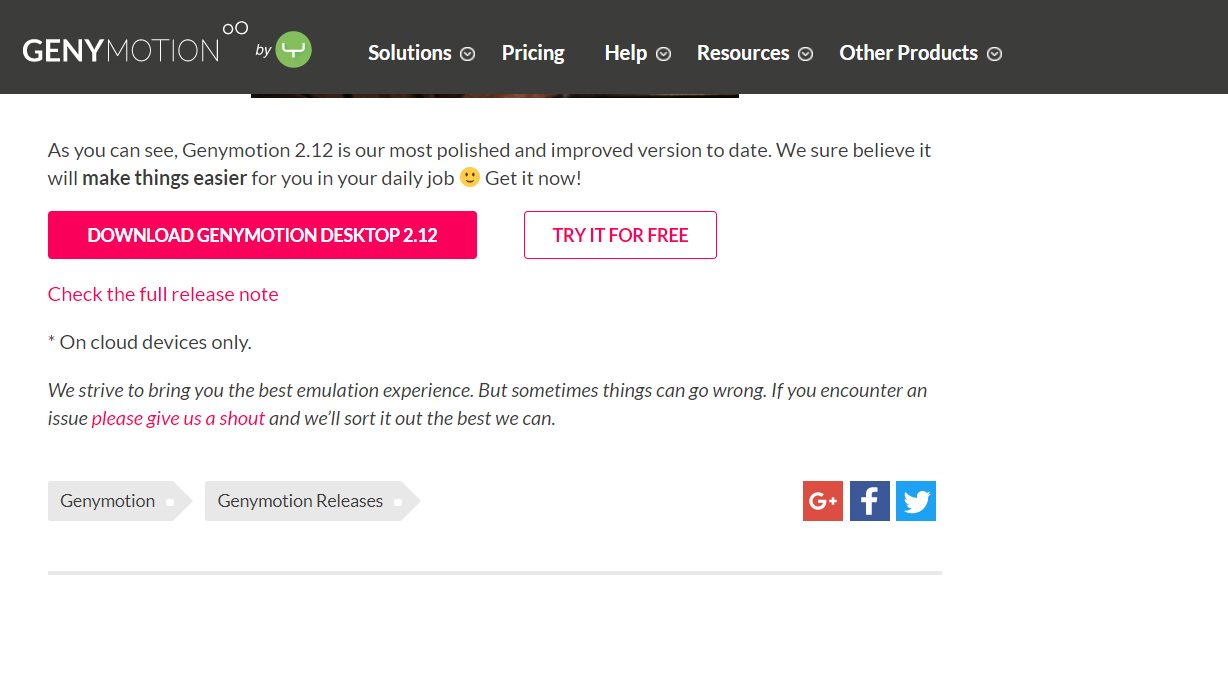 GENYMOTION by
Solutions Pricing Help Resources Other Products
As you can see, Genymotion 2.12 is our most polished and improved version to date. We sure believe it
will make things easier for you in your daily job 🙂 Get it now!
DOWNLOAD GENYMOTION DESKTOP 2.12 TRY IT FOR FREE
Check the full release note
* On cloud devices only.
We strive to bring you the best emulation experience. But sometimes things can go wrong. If you encounter an
issue please give us a shout and we’ll sort it out the best we can.
Genymotion Genymotion Releases G+ f